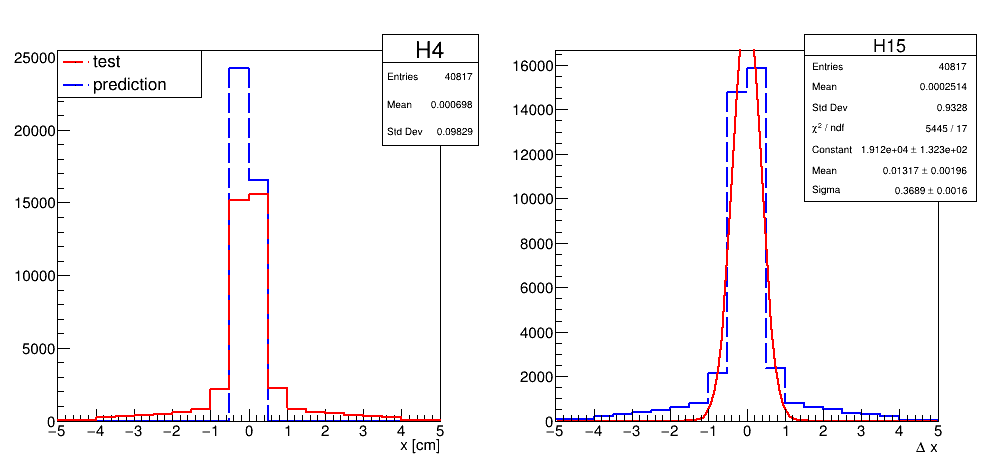 H4
Entries 40817
Mean 0.000698
Std Dev 0.09829
test
prediction
25000
20000
15000
10000
5000
0
−5 −4 −3 −2 −1 0 1 2 3 4 5
x [cm]
H15
Entries 40817
Mean 0.0002514
Std Dev 0.9328
χ² / ndf 5445 / 17
Constant 1.912e+04 ± 1.323e+02
Mean 0.01317 ± 0.00196
Sigma 0.3689 ± 0.0016
16000
14000
12000
10000
8000
6000
4000
2000
0
−5 −4 −3 −2 −1 0 1 2 3 4 5
Δ x